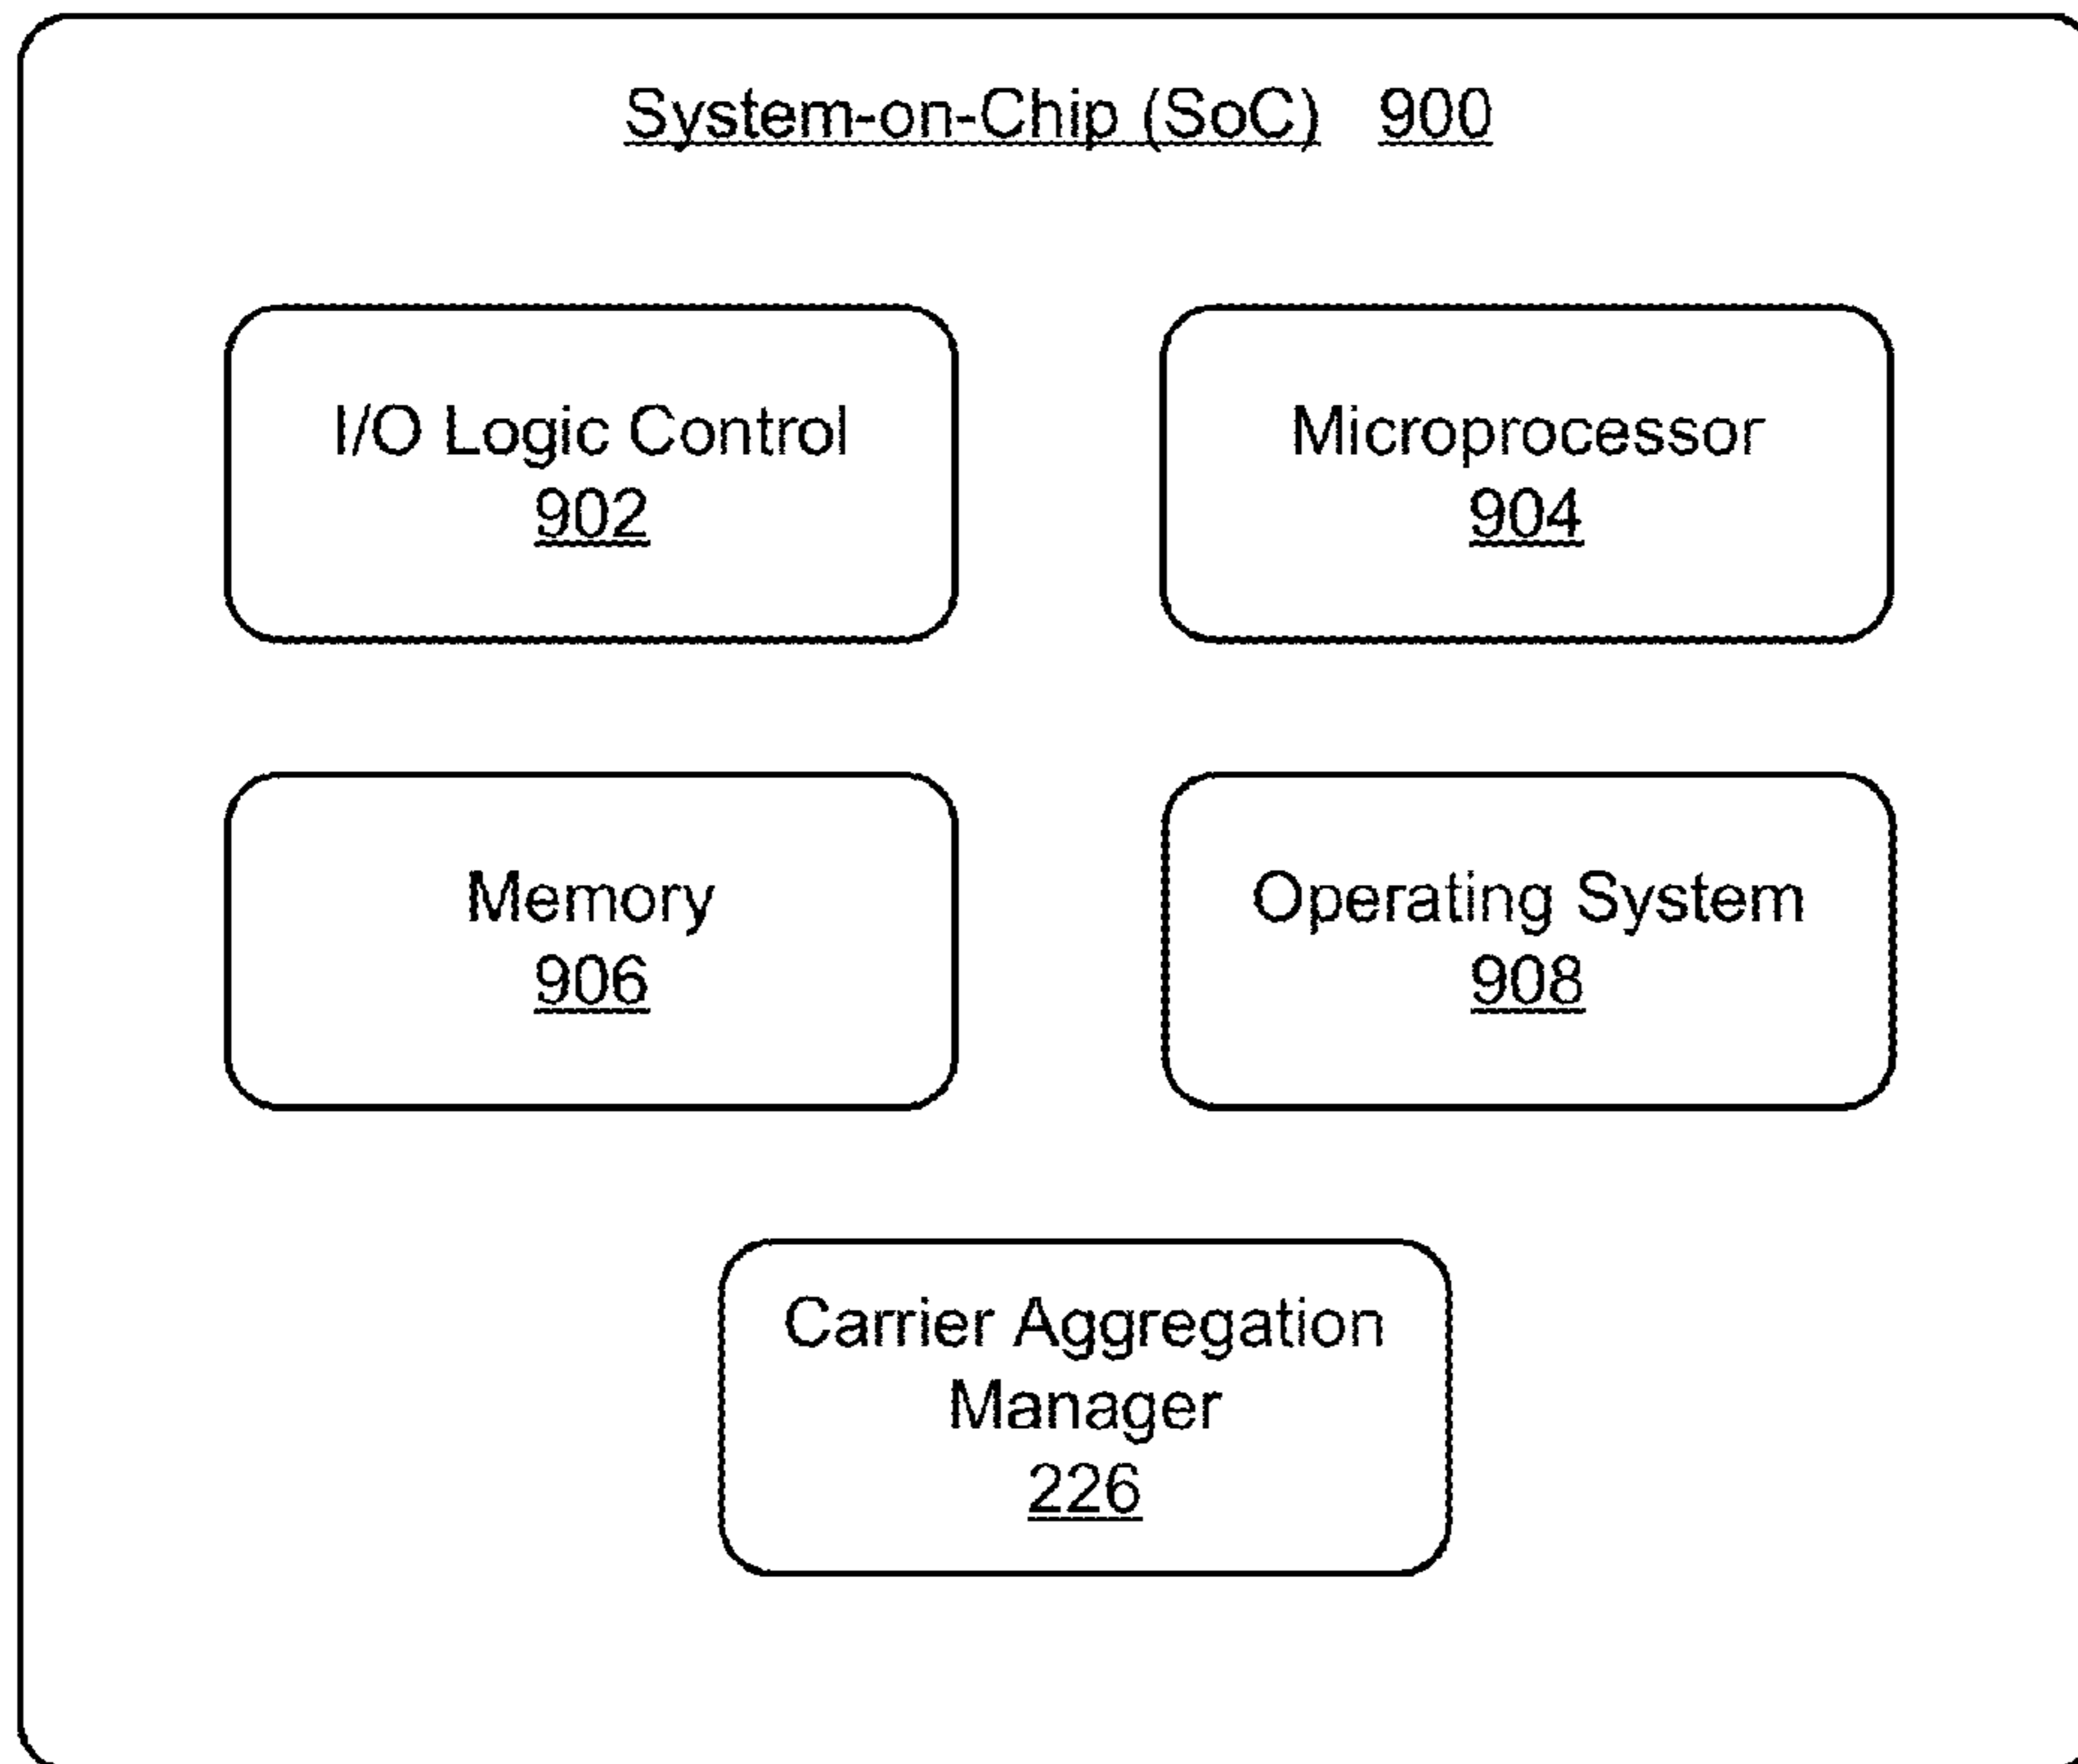 System-on-Chip (SoC) 900
I/O Logic Control
902
Microprocessor
904
Memory
906
Operating System
908
Carrier Aggregation
Manager
226